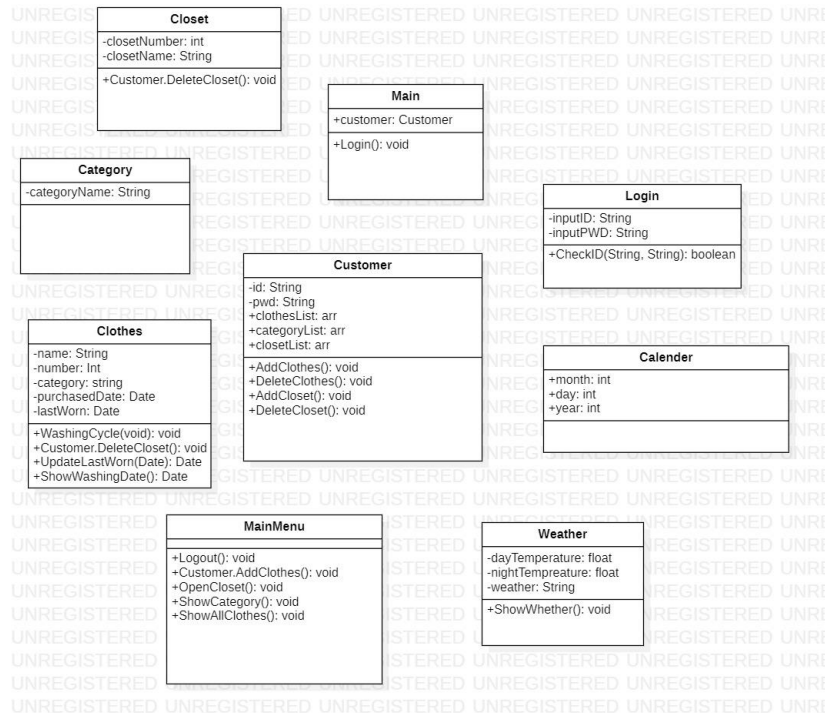 Closet
-closetNumber: int
-closetName: String
+Customer.DeleteCloset(): void
Main
+customer: Customer
+Login(): void
Category
-categoryName: String
Login
-inputID: String
-inputPWD: String
+CheckID(String, String): boolean
Customer
-id: String
-pwd: String
+clothesList: arr
+categoryList: arr
+closetList: arr
+AddClothes(): void
+DeleteClothes(): void
+AddCloset(): void
+DeleteCloset(): void
Clothes
-name: String
-number: Int
-category: string
-purchasedDate: Date
-lastWorn: Date
+WashingCycle(void): void
+Customer.DeleteCloset(): void
+UpdateLastWorn(Date): Date
+ShowWashingDate(): Date
Calender
+month: int
+day: int
+year: int
MainMenu
+Logout(): void
+Customer.AddClothes(): void
+OpenCloset(): void
+ShowCategory(): void
+ShowAllClothes(): void
Weather
-dayTemperature: float
-nightTempreature: float
-weather: String
+ShowWhether(): void
UNREGISTERED